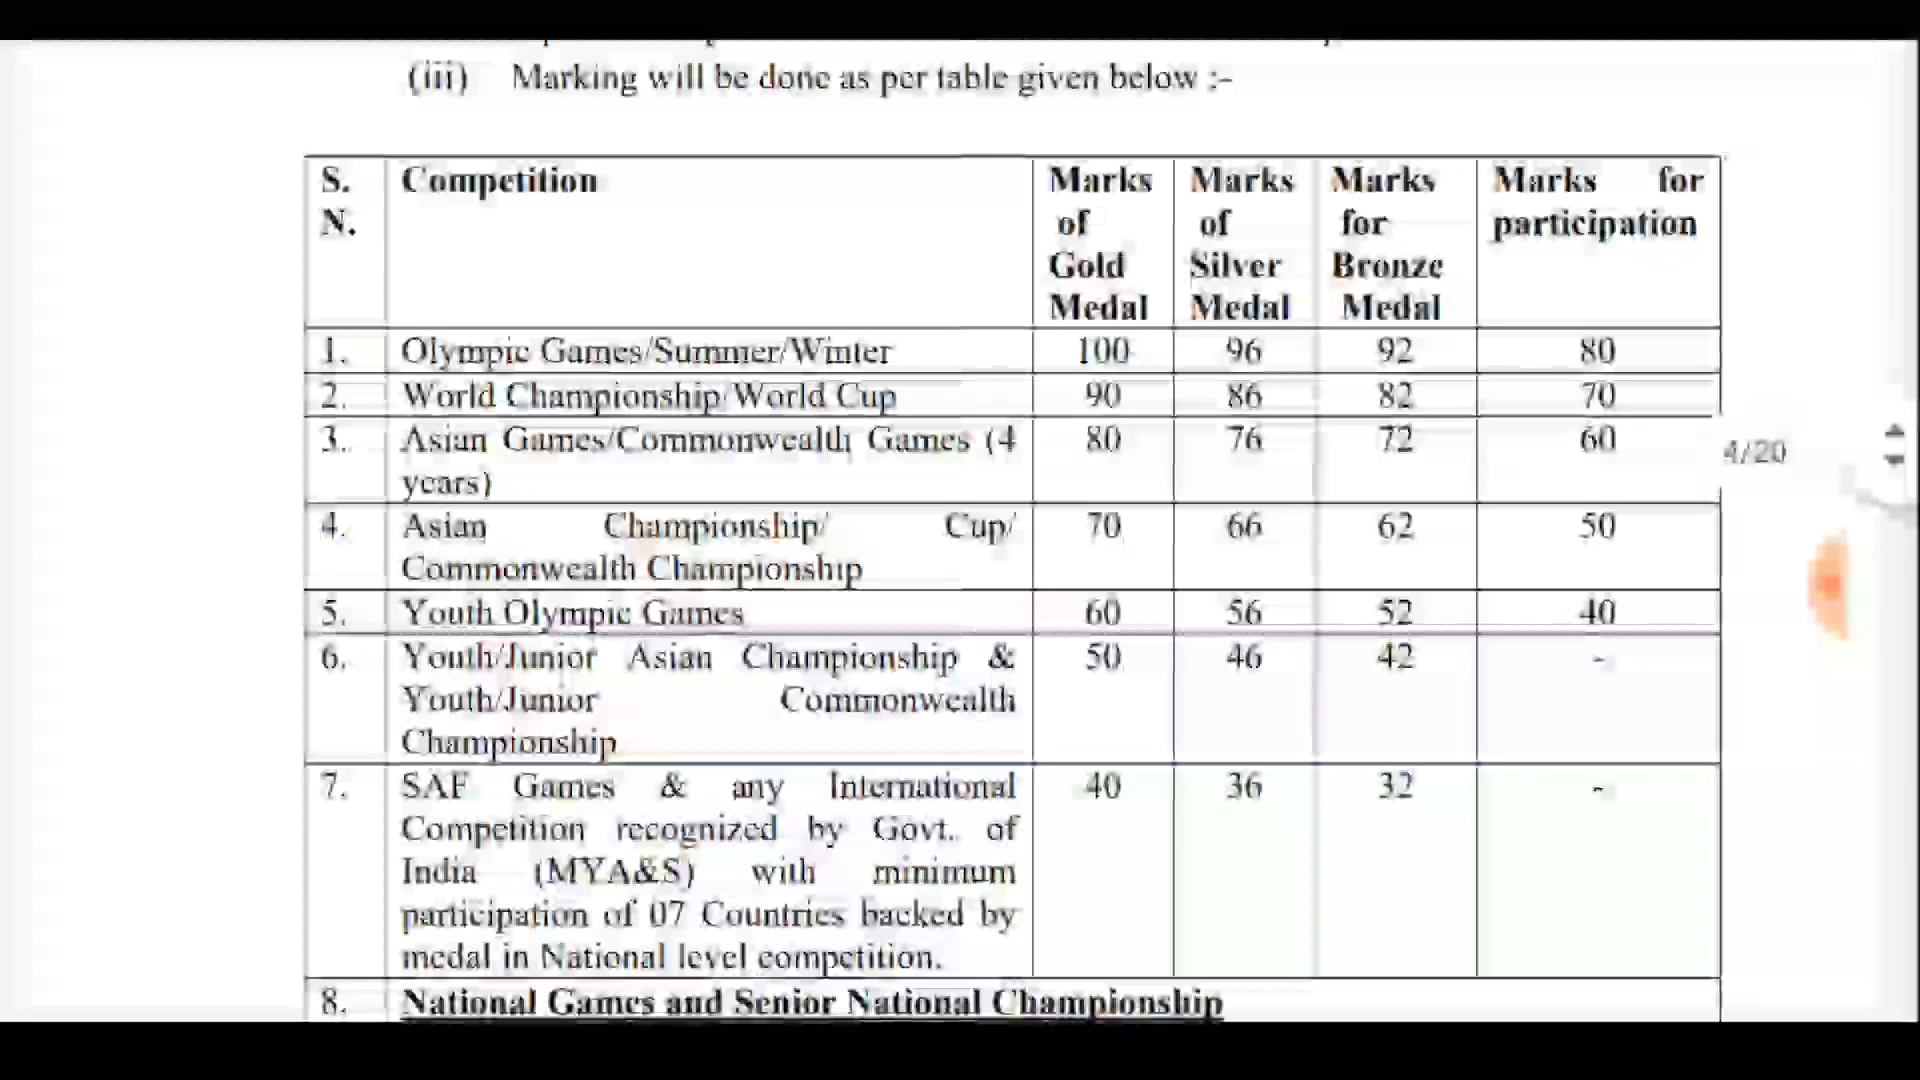 (iii) Marking will be done as per table given below :-
S. N. Competition Marks of Gold Medal Marks of Silver Medal Marks for Bronze Medal Marks for participation
1. Olympic Games/Summer/Winter 100 96 92 80
2. World Championship/World Cup 90 86 82 70
3. Asian Games/Commonwealth Games (4 80 76 72 60
years)
4/20
4. Asian Championship/ Cup/ 70 66 62 50
Commonwealth Championship
5. Youth Olympic Games 60 56 52 40
6. Youth/Junior Asian Championship & 50 46 42 -
Youth/Junior Commonwealth
Championship
7. SAF Games & any International 40 36 32 -
Competition recognized by Govt. of
India (MYA&S) with minimum
participation of 07 Countries backed by
medal in National level competition.
8. National Games and Senior National Championship